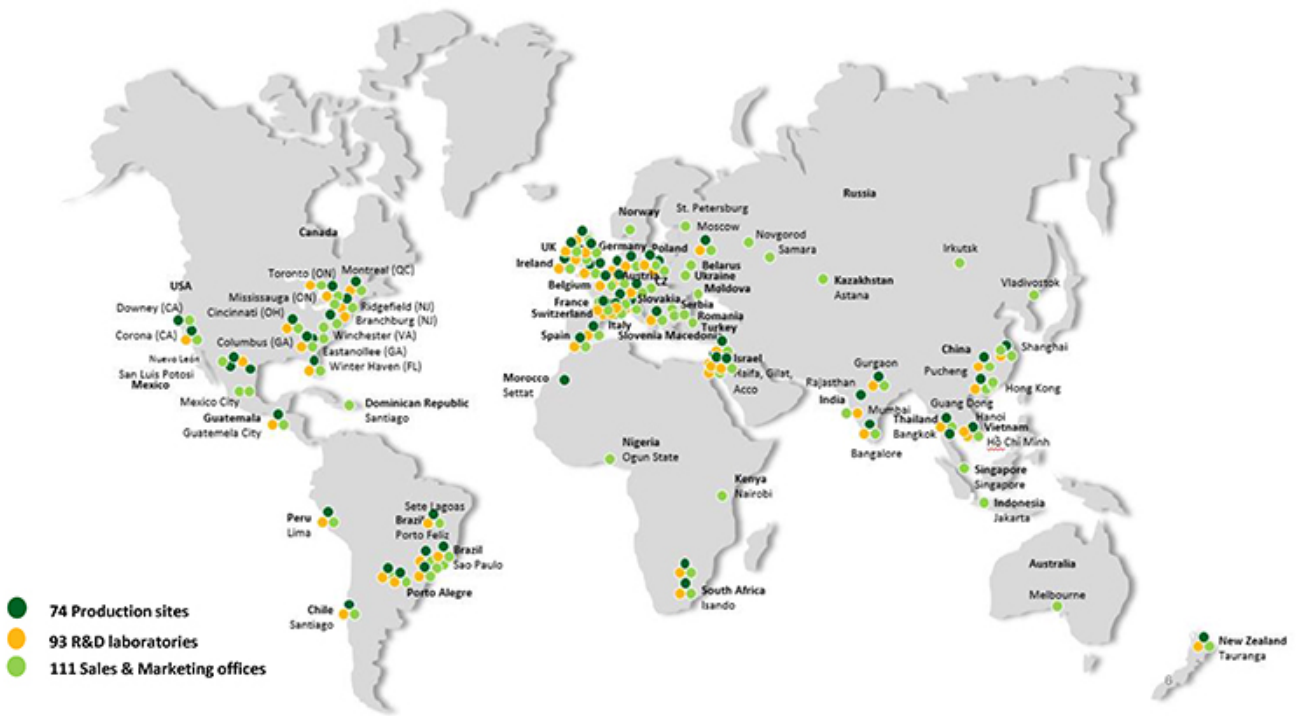 Norway
St. Petersburg
Moscow
Novgorod
Samara
Russia
Irkutsk
Vladivostok
Canada
UK
Germany
Poland
Ireland
Austria
CZ
Belarus
Ukraine
Moldova
Kazakhstan
Astana
Belgium
France
Switzerland
Slovakia
Serbia
Romania
Turkey
Italy
Spain
Slovenia
USA
Toronto (ON)
Montreal (QC)
Mississauga (ON)
Ridgefield (NJ)
Downey (CA)
Cincinnati (OH)
Branchburg (NJ)
Corona (CA)
Columbus (GA)
Winchester (VA)
Eastanollee (GA)
Nuevo León
San Luis Potosi
Winter Haven (FL)
Mexico
Mexico City
Dominican Republic
Santiago
Guatemala
Guatemela City
Morocco
Settat
Israel
Haifa, Gilat,
Acco
China
Shanghai
Pucheng
Hong Kong
Guang Dong
Gurgaon
Rajasthan
India
Mumbai
Bangalore
Thailand
Bangkok
Hanoi
Vietnam
Hồ Chí Minh
Nigeria
Ogun State
Kenya
Nairobi
Singapore
Singapore
Indonesia
Jakarta
Peru
Lima
Sete Lagoas
Brazil
Porto Feliz
Brazil
Sao Paulo
Porto Alegre
Chile
Santiago
South Africa
Isando
Australia
Melbourne
New Zealand
Tauranga
74 Production sites
93 R&D laboratories
111 Sales & Marketing offices
6